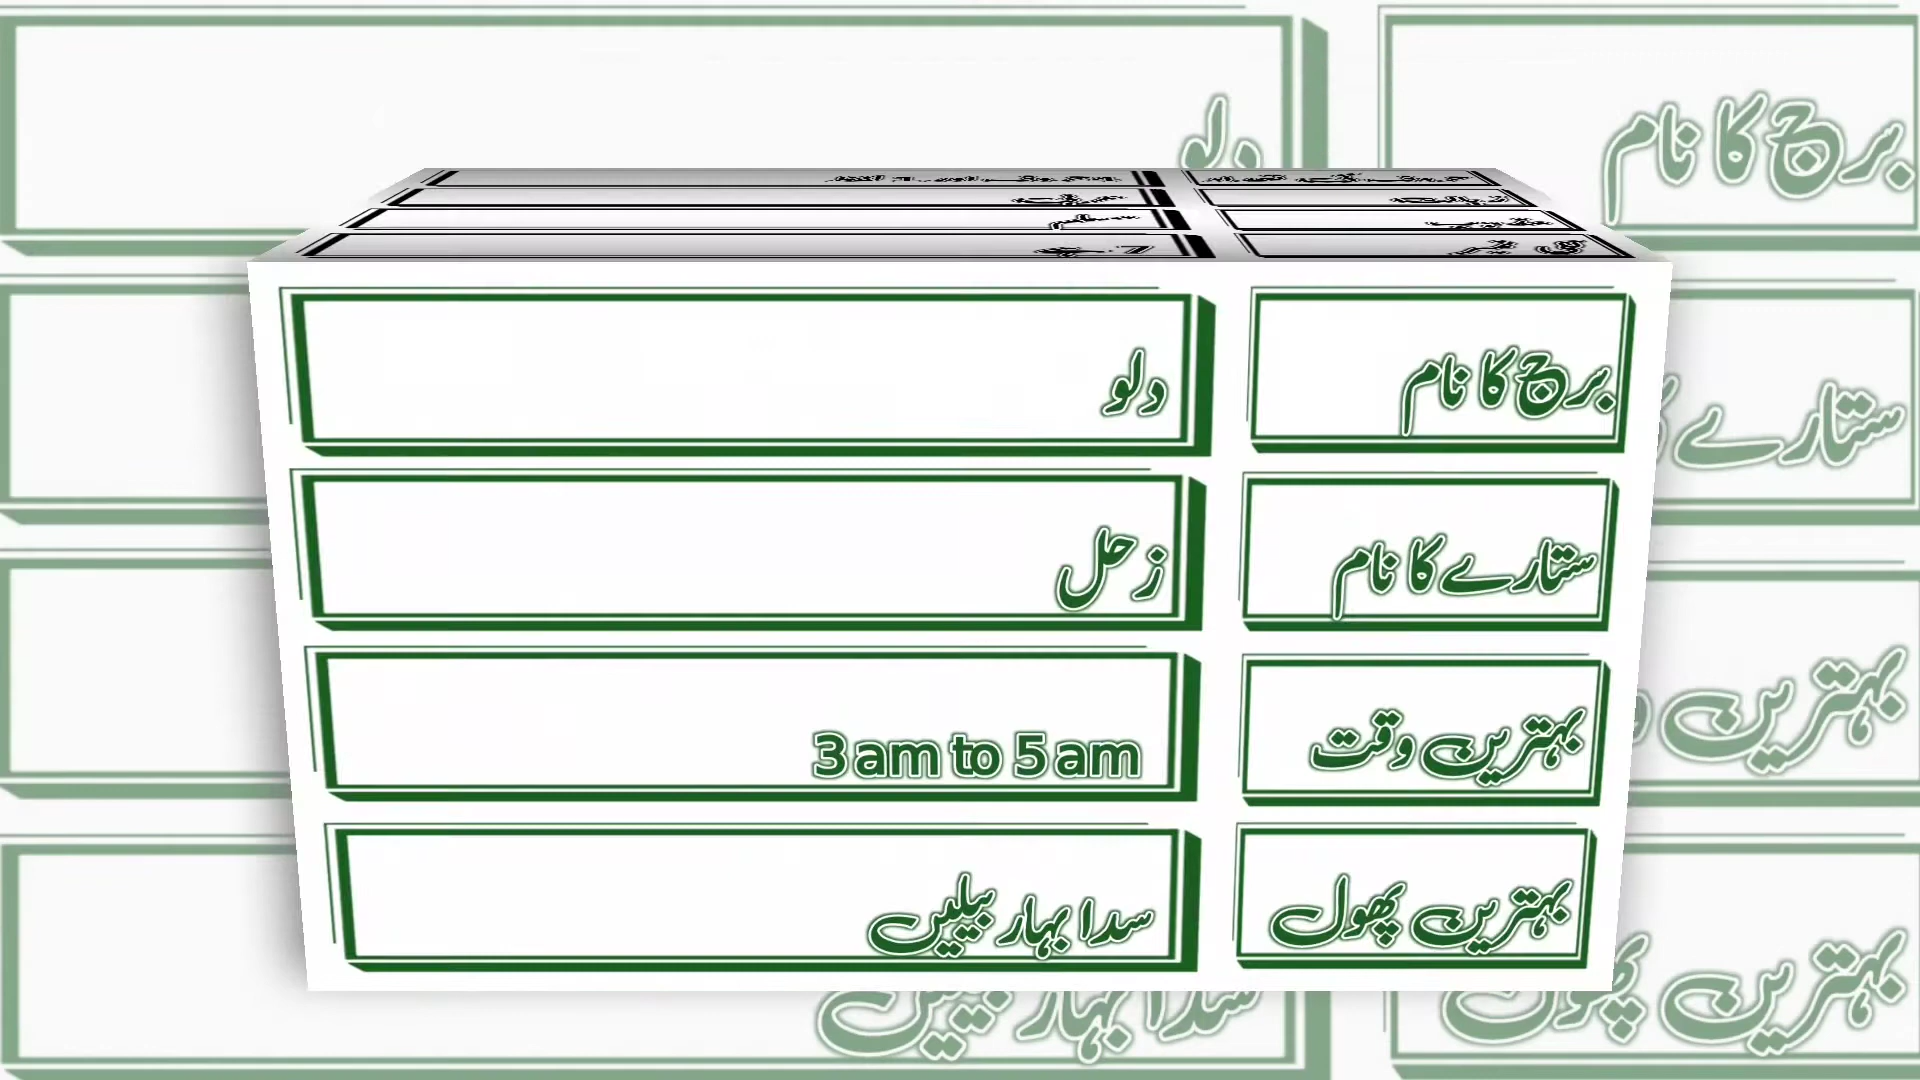 برج کا نام دلو
ستارے کا نام زحل
بہترین وقت 3 am to 5 am
بہترین پھول سدا بہار بیلیں